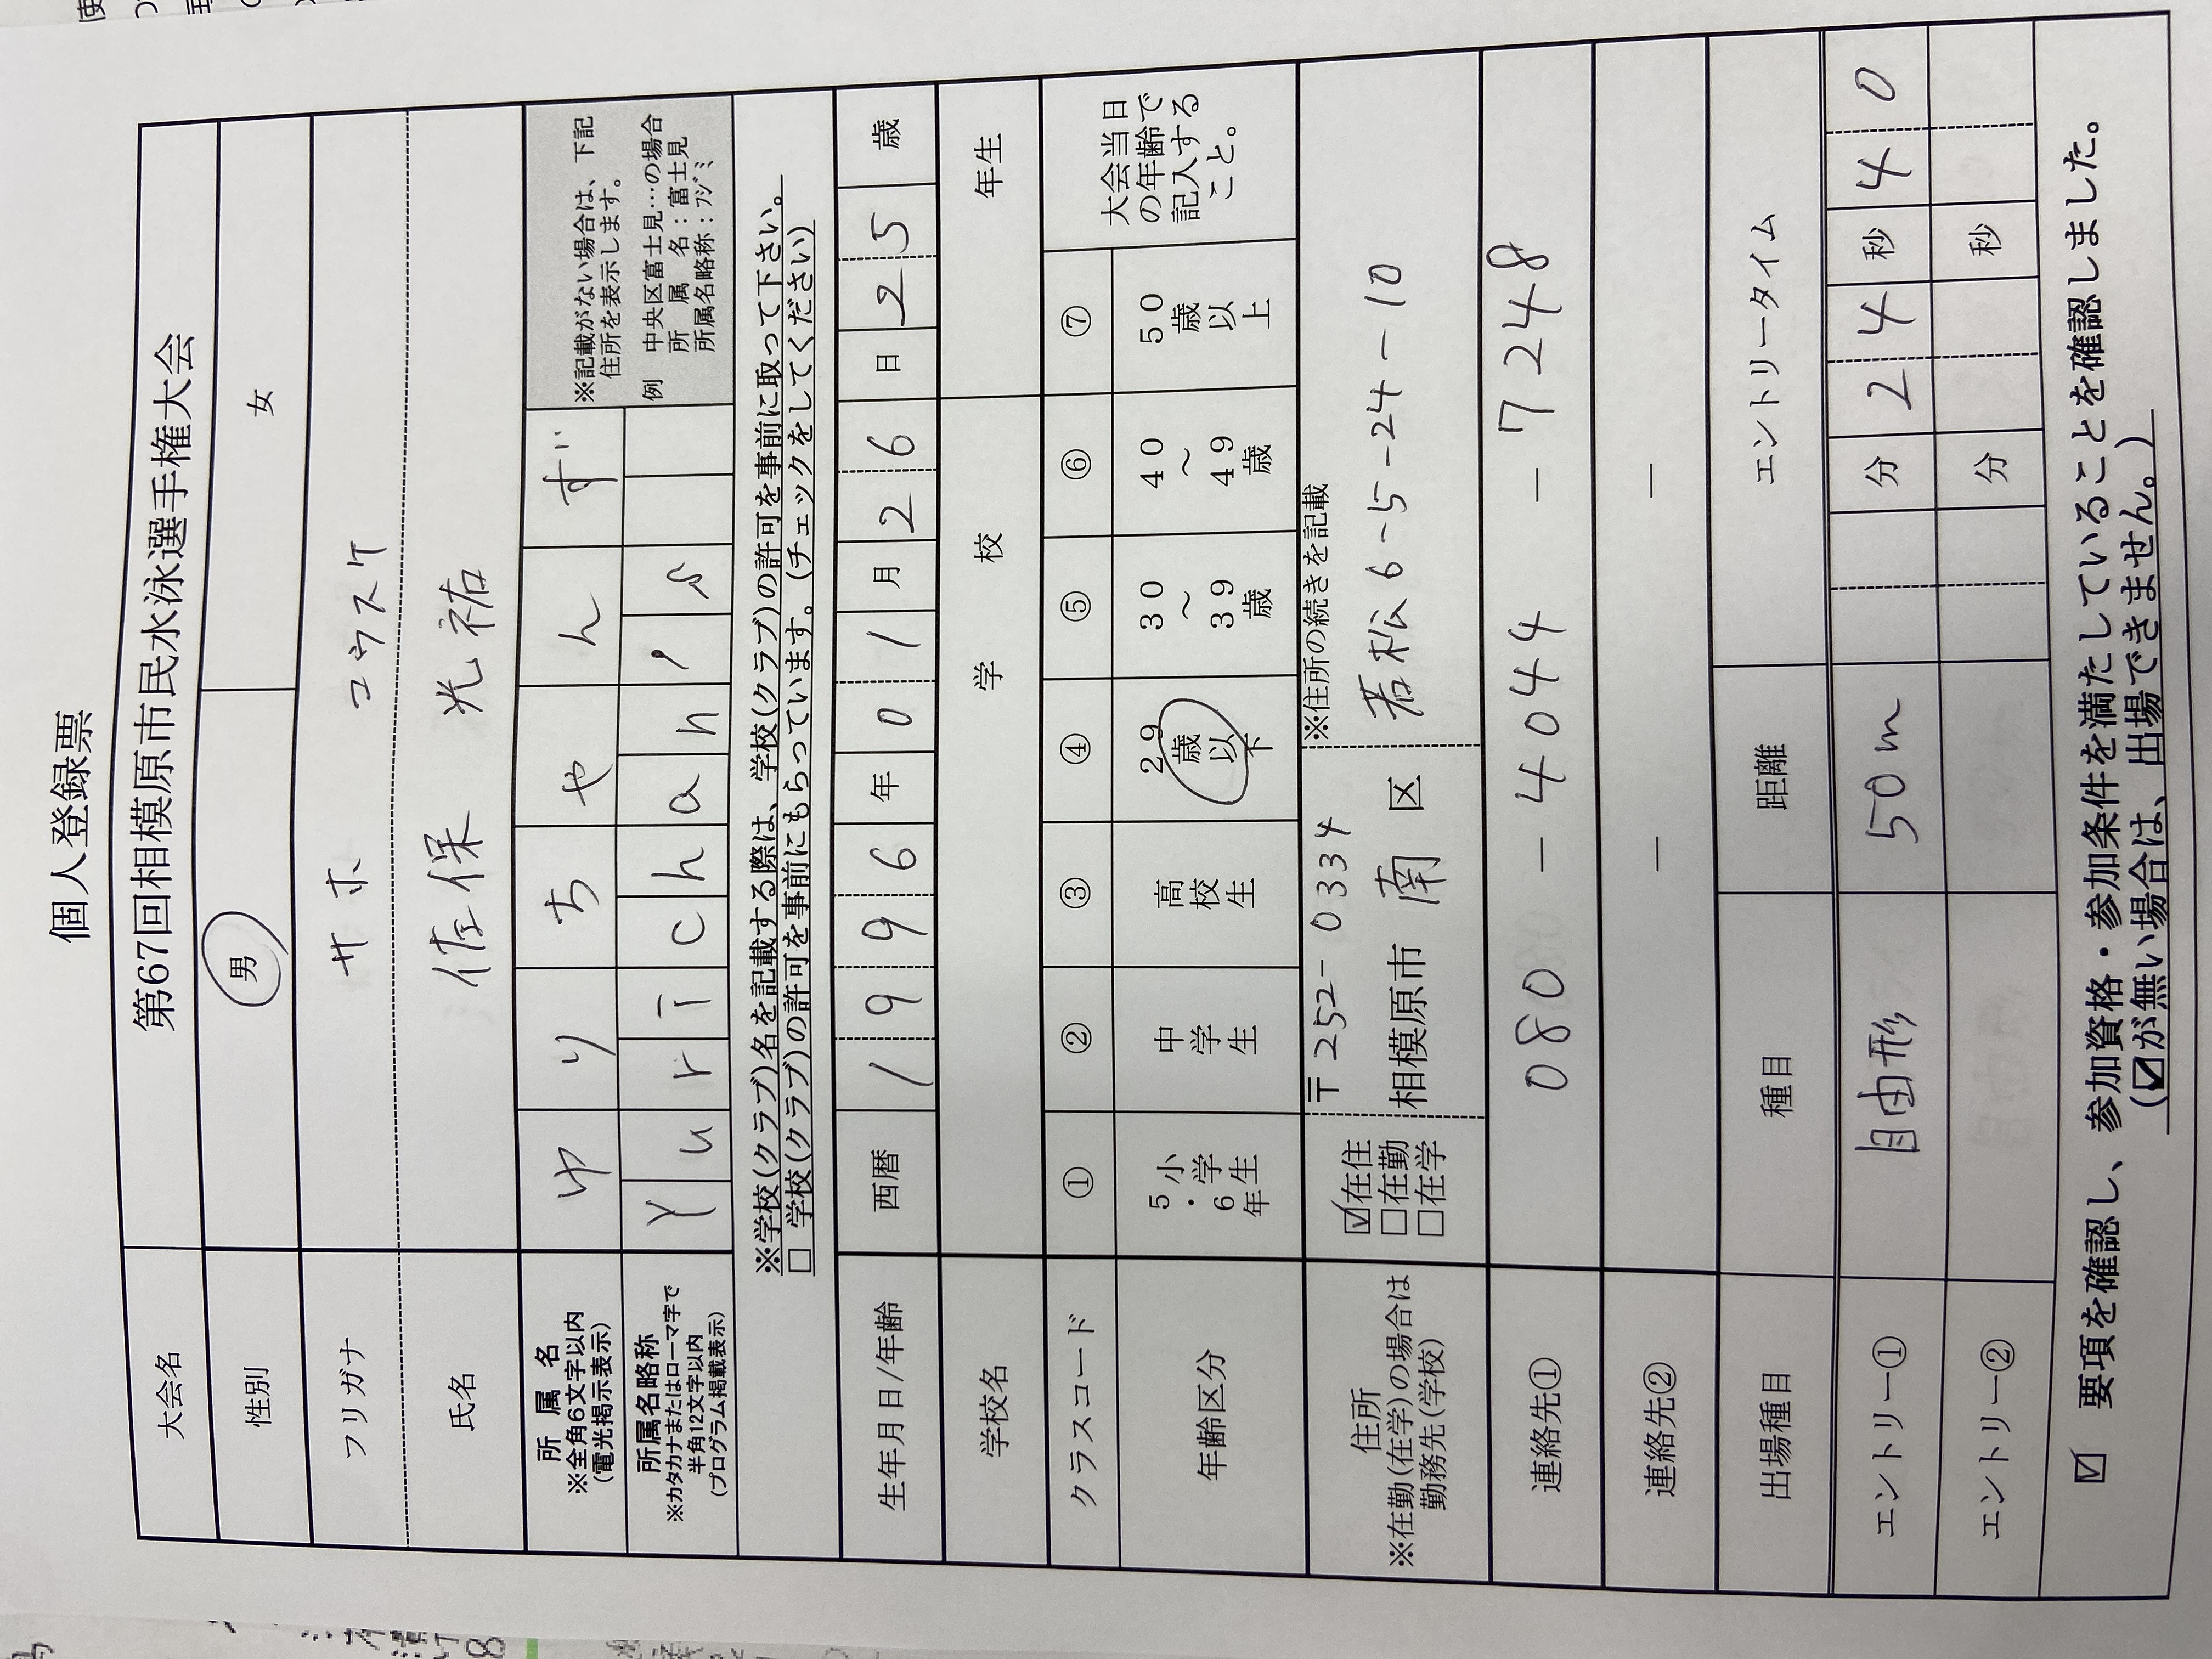 個人登録票
大会名 第67回相模原市民水泳選手権大会
性別 男 女
フリガナ サホ コウスケ
氏名 佐保 光祐
所属名 ゆりちゃんず
※全角6文字以内
(電光掲示表示)
※記載がない場合は、下記
住所を表示します。
所属名略称 Yurichan's
※カタカナまたはローマ字で
半角12文字以内
(プログラム掲載表示)
例 中央区富士見…の場合
所属名：富士見
所属名略称：ﾌｼﾞﾐ
※学校(クラブ)名を記載する際は、学校(クラブ)の許可を事前に取って下さい。
□ 学校(クラブ)の許可を事前にもらっています。(チェックをしてください)
生年月日/年齢 西暦 1996年01月26日25歳
学校名 学校 年生
クラスコード ① ② ③ ④ ⑤ ⑥ ⑦
大会当日
の年齢で
記入する
こと。
年齢区分 小学生5・6年 中学生 高校生 29歳以下 30～39歳 40～49歳 50歳以上
住所
※在勤(在学)の場合は
勤務先(学校)
☑在住
□在勤
□在学
〒252-0334
相模原市 南 区
※住所の続きを記載
若松6-5-24-10
連絡先① 080-4044-7248
連絡先② － －
出場種目 種目 距離 エントリータイム
エントリー① 自由形 50m 分24秒40
エントリー② 分 秒
☑ 要項を確認し、参加資格・参加条件を満たしていることを確認しました。
(☑が無い場合は、出場できません。)